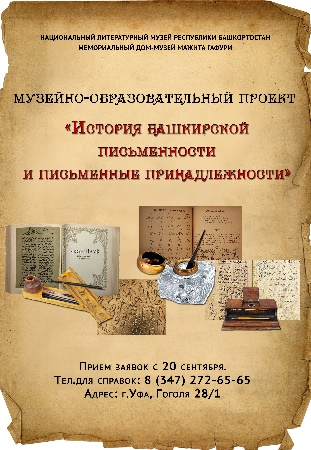 НАЦИОНАЛЬНЫЙ ЛИТЕРАТУРНЫЙ МУЗЕЙ РЕСПУБЛИКИ БАШКОРТОСТАН
МЕМОРИАЛЬНЫЙ ДОМ-МУЗЕЙ МАЖИТА ГАФУРИ
МУЗЕЙНО-ОБРАЗОВАТЕЛЬНЫЙ ПРОЕКТ
«История башкирской
письменности
и письменные принадлежности»
Прием заявок с 20 сентября.
Тел.для справок: 8 (347) 272-65-65
Адрес: г.Уфа, Гоголя 28/1